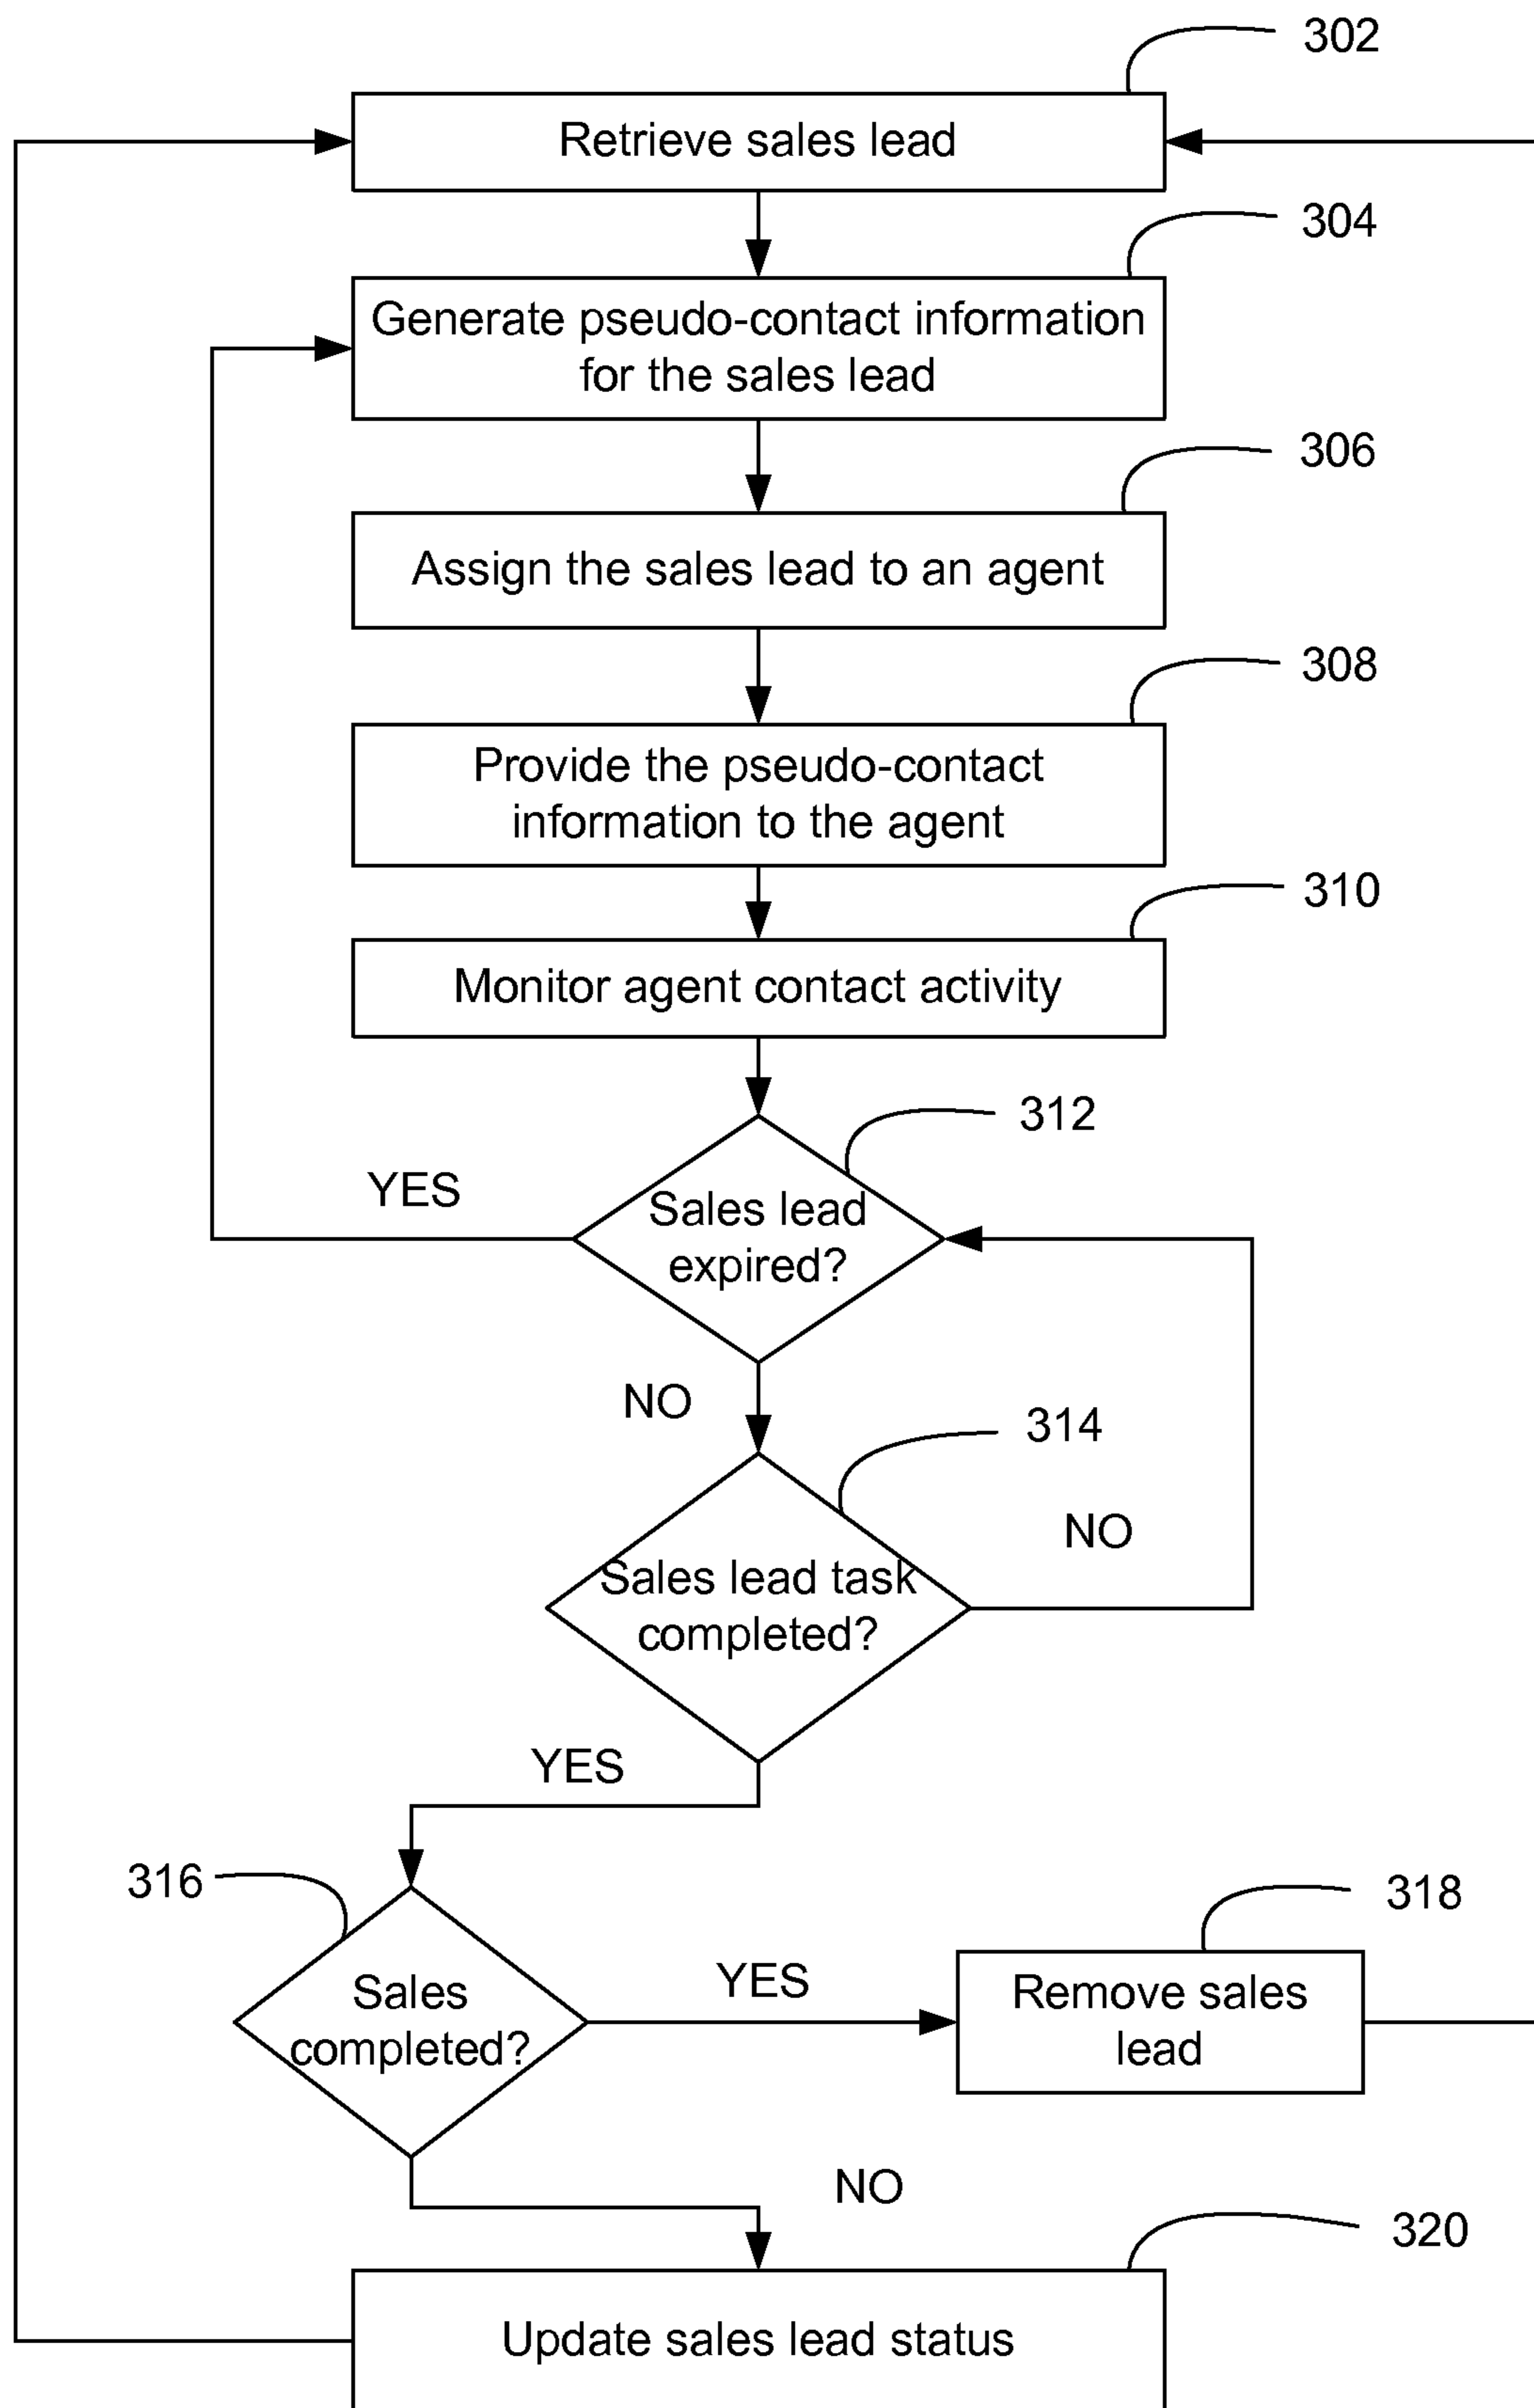 302
Retrieve sales lead
304
Generate pseudo-contact information
for the sales lead
306
Assign the sales lead to an agent
308
Provide the pseudo-contact
information to the agent
310
Monitor agent contact activity
312
YES
Sales lead
expired?
NO
314
NO
Sales lead task
completed?
YES
316
318
YES
Sales
completed?
Remove sales
lead
NO
320
Update sales lead status